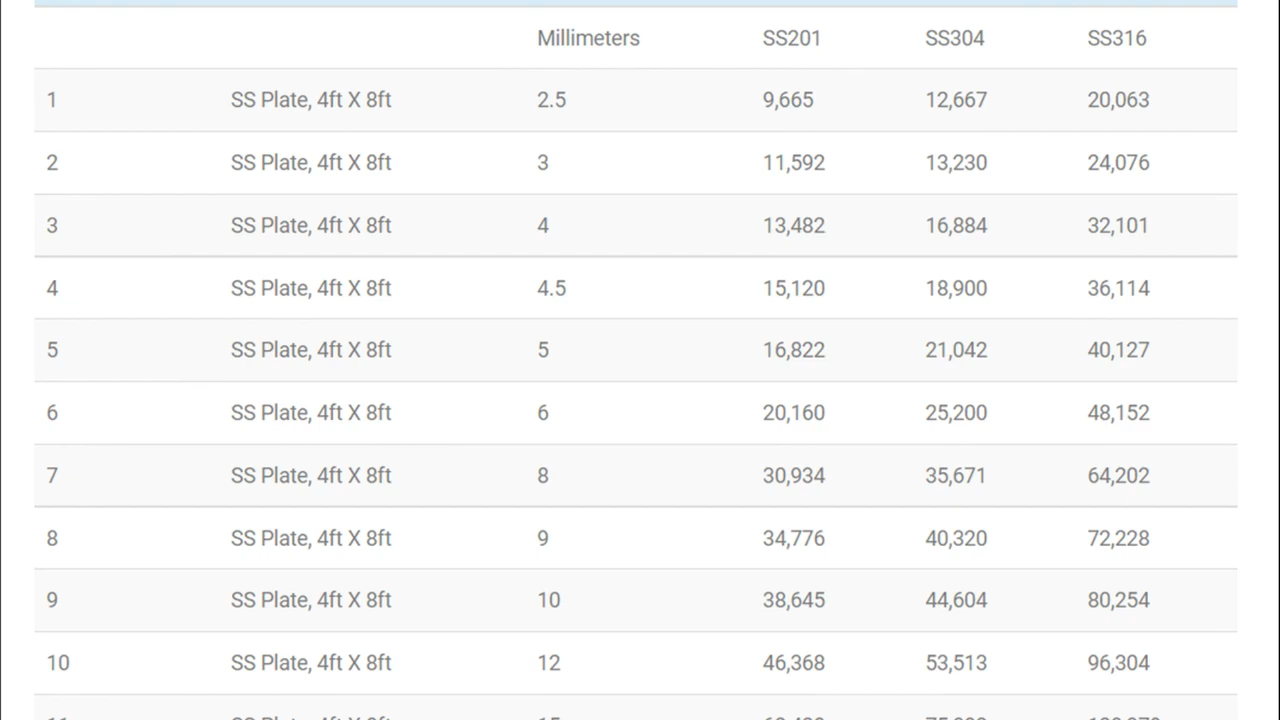 Millimeters SS201 SS304 SS316
1 SS Plate, 4ft X 8ft 2.5 9,665 12,667 20,063
2 SS Plate, 4ft X 8ft 3 11,592 13,230 24,076
3 SS Plate, 4ft X 8ft 4 13,482 16,884 32,101
4 SS Plate, 4ft X 8ft 4.5 15,120 18,900 36,114
5 SS Plate, 4ft X 8ft 5 16,822 21,042 40,127
6 SS Plate, 4ft X 8ft 6 20,160 25,200 48,152
7 SS Plate, 4ft X 8ft 8 30,934 35,671 64,202
8 SS Plate, 4ft X 8ft 9 34,776 40,320 72,228
9 SS Plate, 4ft X 8ft 10 38,645 44,604 80,254
10 SS Plate, 4ft X 8ft 12 46,368 53,513 96,304